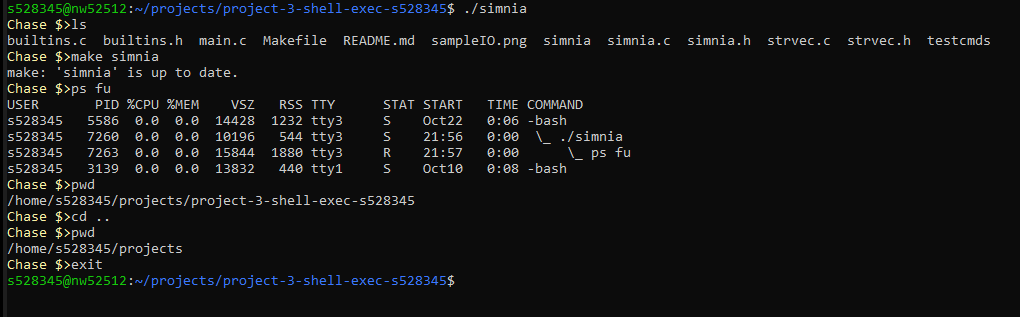 s528345@nw52512:~/projects/project-3-shell-exec-s528345$ ./simnia
Chase $>ls
builtins.c  builtins.h  main.c  Makefile  README.md  sampleIO.png  simnia  simnia.c  simnia.h  strvec.c  strvec.h  testcmds
Chase $>make simnia
make: 'simnia' is up to date.
Chase $>ps fu
USER       PID %CPU %MEM    VSZ   RSS TTY      STAT START   TIME COMMAND
s528345   5586  0.0  0.0  14428  1232 tty3     S    Oct22   0:06 -bash
s528345   7260  0.0  0.0  10196   544 tty3     S    21:56   0:00  \_ ./simnia
s528345   7263  0.0  0.0  15844  1880 tty3     R    21:57   0:00      \_ ps fu
s528345   3139  0.0  0.0  13832   440 tty1     S    Oct10   0:08 -bash
Chase $>pwd
/home/s528345/projects/project-3-shell-exec-s528345
Chase $>cd ..
Chase $>pwd
/home/s528345/projects
Chase $>exit
s528345@nw52512:~/projects/project-3-shell-exec-s528345$